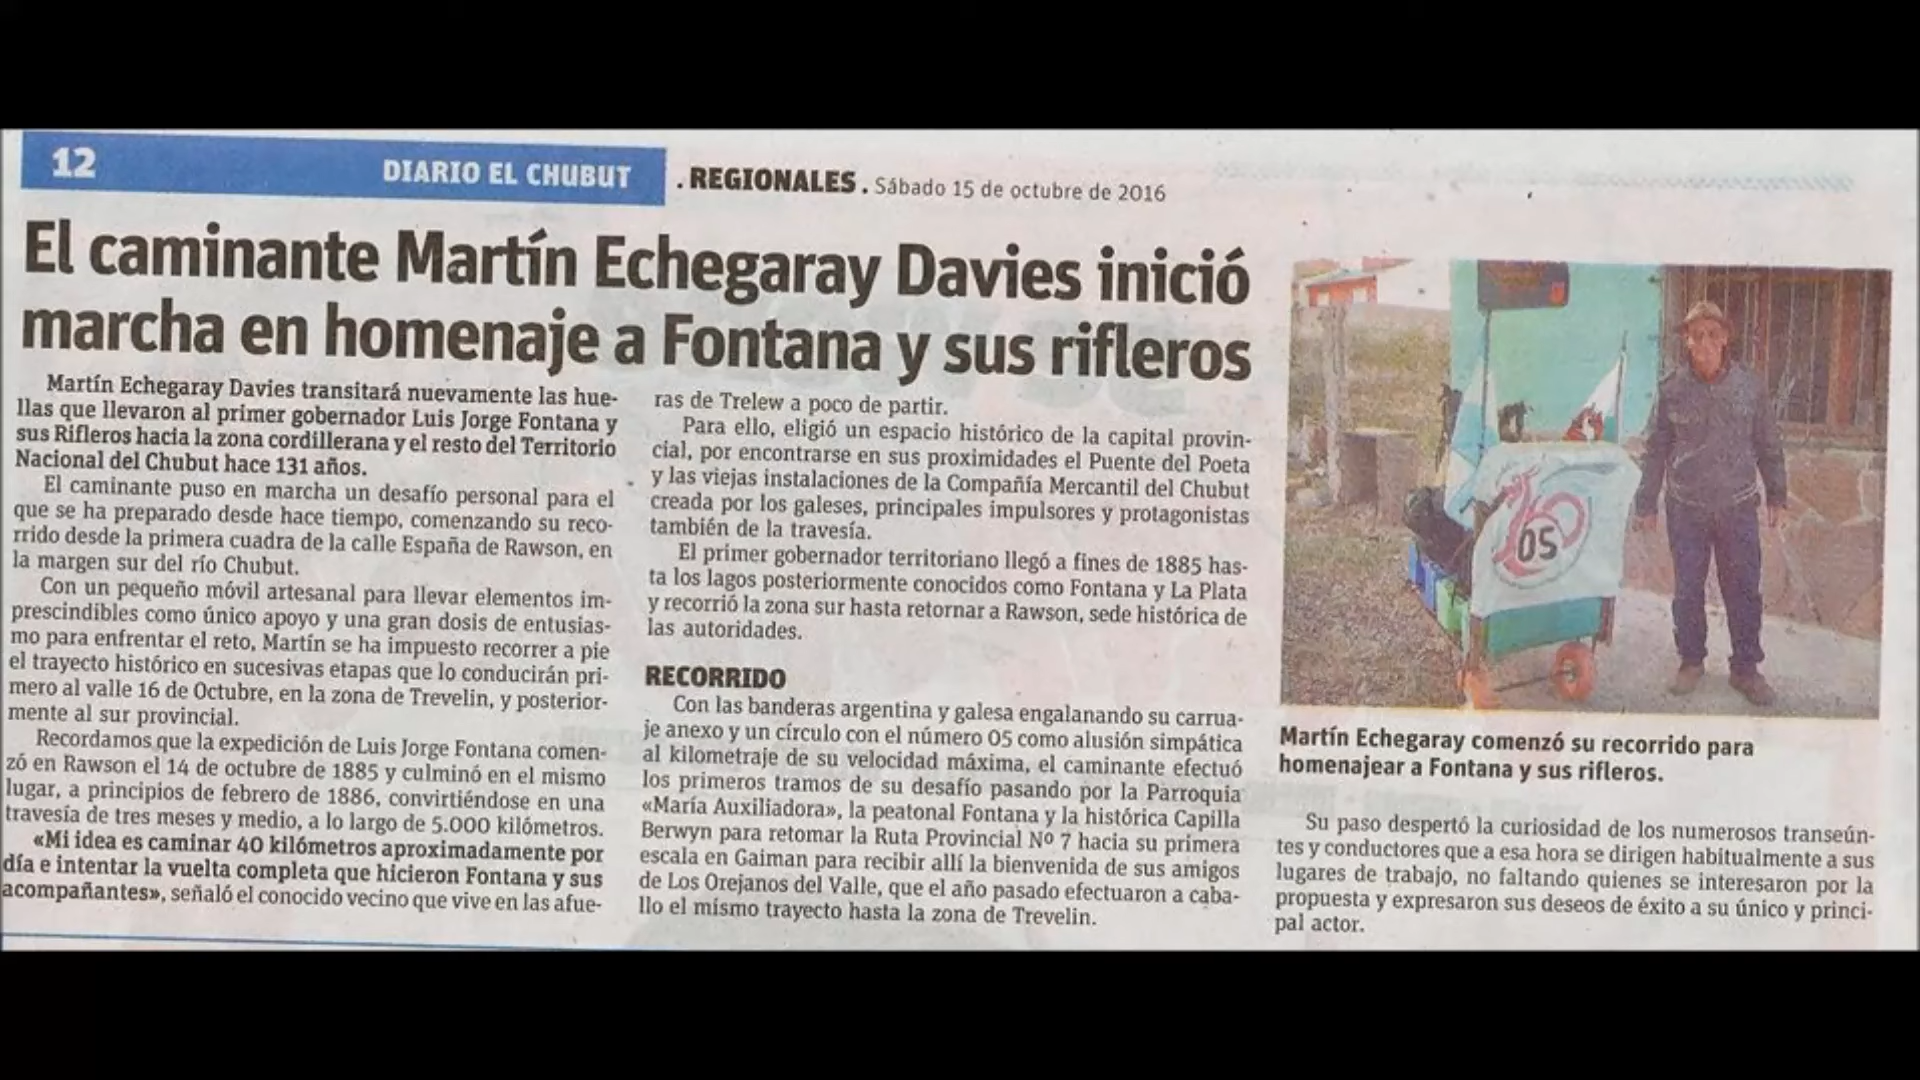 12
DIARIO EL CHUBUT
. REGIONALES . Sábado 15 de octubre de 2016
El caminante Martín Echegaray Davies inició
marcha en homenaje a Fontana y sus rifleros
Martín Echegaray Davies transitará nuevamente las hue-
llas que llevaron al primer gobernador Luis Jorge Fontana y
sus Rifleros hacia la zona cordillerana y el resto del Territorio
Nacional del Chubut hace 131 años.
El caminante puso en marcha un desafío personal para el
que se ha preparado desde hace tiempo, comenzando su reco-
rrido desde la primera cuadra de la calle España de Rawson, en
la margen sur del río Chubut.
Con un pequeño móvil artesanal para llevar elementos im-
prescindibles como único apoyo y una gran dosis de entusias-
mo para enfrentar el reto, Martín se ha impuesto recorrer a pie
el trayecto histórico en sucesivas etapas que lo conducirán pri-
mero al valle 16 de Octubre, en la zona de Trevelin, y posterior-
mente al sur provincial.
Recordamos que la expedición de Luis Jorge Fontana comen-
zó en Rawson el 14 de octubre de 1885 y culminó en el mismo
lugar, a principios de febrero de 1886, convirtiéndose en una
travesía de tres meses y medio, a lo largo de 5.000 kilómetros.
«Mi idea es caminar 40 kilómetros aproximadamente por
día e intentar la vuelta completa que hicieron Fontana y sus
acompañantes», señaló el conocido vecino que vive en las afue-
ras de Trelew a poco de partir.
Para ello, eligió un espacio histórico de la capital provin-
cial, por encontrarse en sus proximidades el Puente del Poeta
y las viejas instalaciones de la Compañía Mercantil del Chubut
creada por los galeses, principales impulsores y protagonistas
también de la travesía.
El primer gobernador territoriano llegó a fines de 1885 has-
ta los lagos posteriormente conocidos como Fontana y La Plata
y recorrió la zona sur hasta retornar a Rawson, sede histórica de
las autoridades.
RECORRIDO
Con las banderas argentina y galesa engalanando su carrua-
je anexo y un círculo con el número 05 como alusión simpática
al kilometraje de su velocidad máxima, el caminante efectuó
los primeros tramos de su desafío pasando por la Parroquia
«María Auxiliadora», la peatonal Fontana y la histórica Capilla
Berwyn para retomar la Ruta Provincial Nº 7 hacia su primera
escala en Gaiman para recibir allí la bienvenida de sus amigos
de Los Orejanos del Valle, que el año pasado efectuaron a caba-
llo el mismo trayecto hasta la zona de Trevelin.
05
Martín Echegaray comenzó su recorrido para
homenajear a Fontana y sus rifleros.
Su paso despertó la curiosidad de los numerosos transeún-
tes y conductores que a esa hora se dirigen habitualmente a sus
lugares de trabajo, no faltando quienes se interesaron por la
propuesta y expresaron sus deseos de éxito a su único y princi-
pal actor.